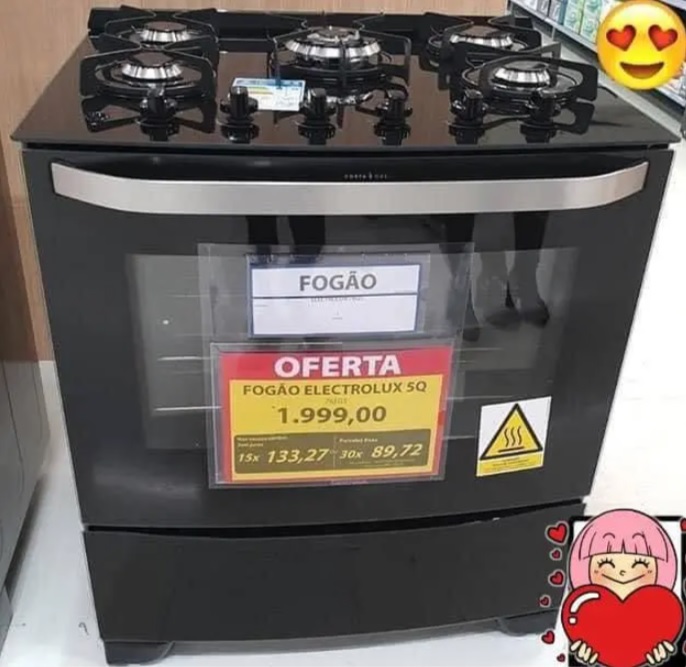 FOGÃO
OFERTA
FOGÃO ELECTROLUX 5Q
1.999,00
15x 133,27
30x 89,72